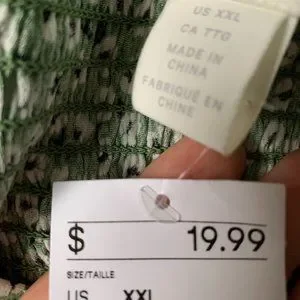 US XXL
CA TTG
MADE IN
CHINA
FABRIQUÉ EN
CHINE
$ 19.99
SIZE/TAILLE
US XXL